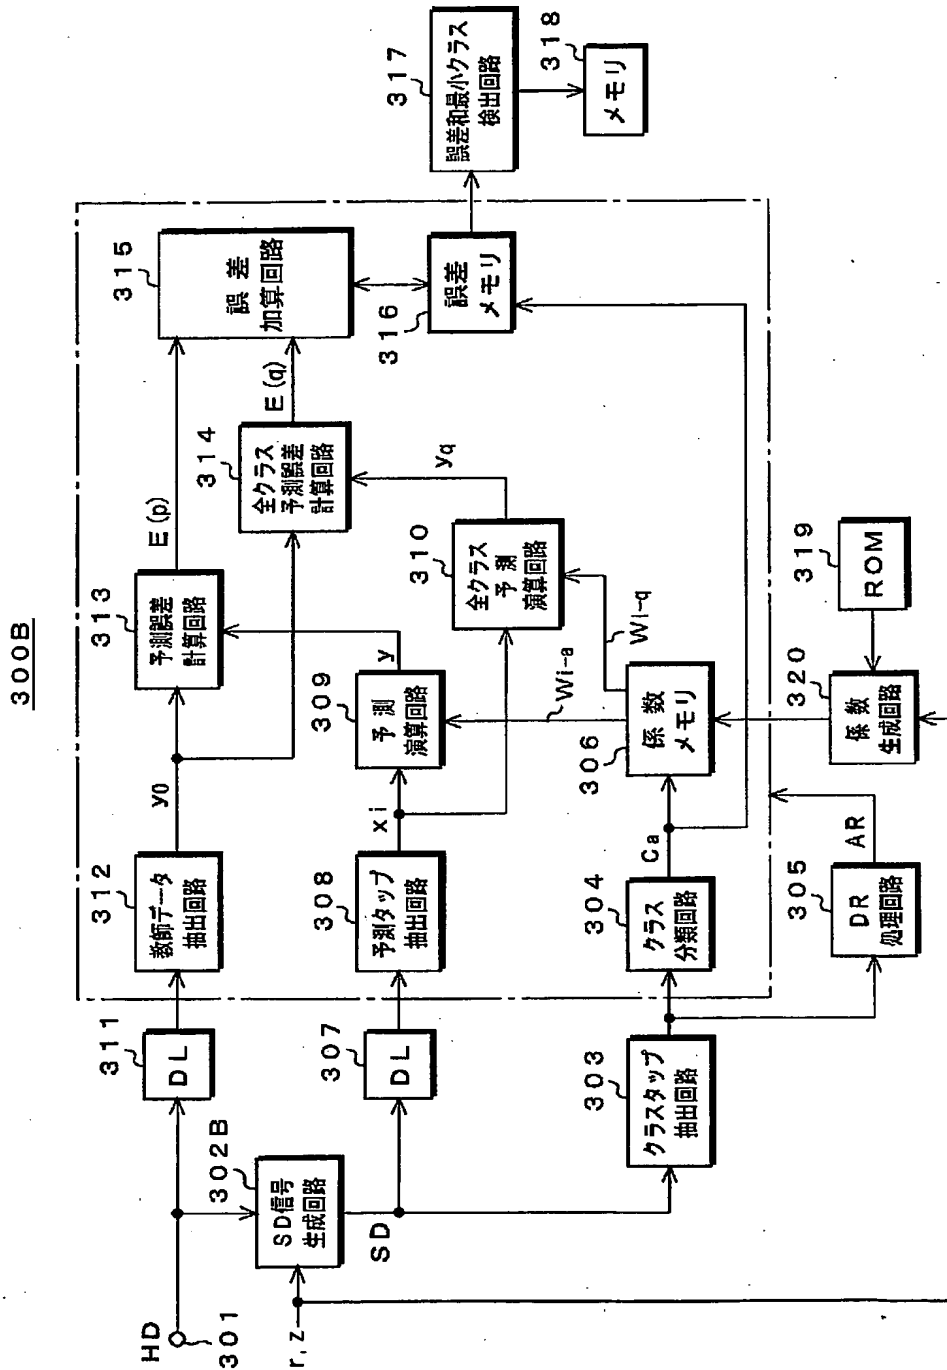 300B
HD
301
r, z
302B
SD信号
生成回路
SD
311
DL
307
DL
303
クラスタップ
抽出回路
312
教師データ
抽出回路
y0
308
予測タップ
抽出回路
xi
304
クラス
分類回路
Ca
305
DR
処理回路
AR
313
予測誤差
計算回路
E(p)
309
予測
演算回路
y
Wi-a
306
係数
メモリ
Wi-q
310
全クラス
予測
演算回路
yq
314
全クラス
予測誤差
計算回路
E(q)
315
誤差
加算回路
316
誤差
メモリ
317
誤差和最小クラス
検出回路
318
メモリ
319
ROM
320
係数
生成回路